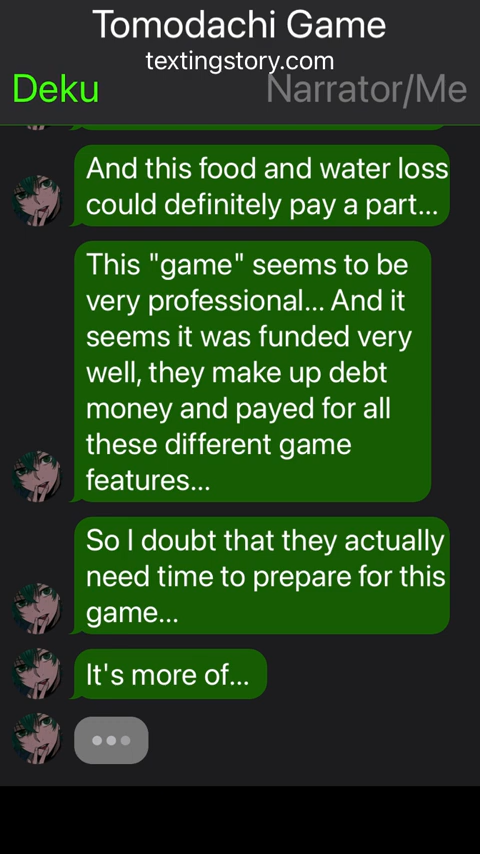 Tomodachi Game
textingstory.com
Deku
Narrator/Me
And this food and water loss
could definitely pay a part...
This "game" seems to be
very professional... And it
seems it was funded very
well, they make up debt
money and payed for all
these different game
features...
So I doubt that they actually
need time to prepare for this
game...
It's more of...